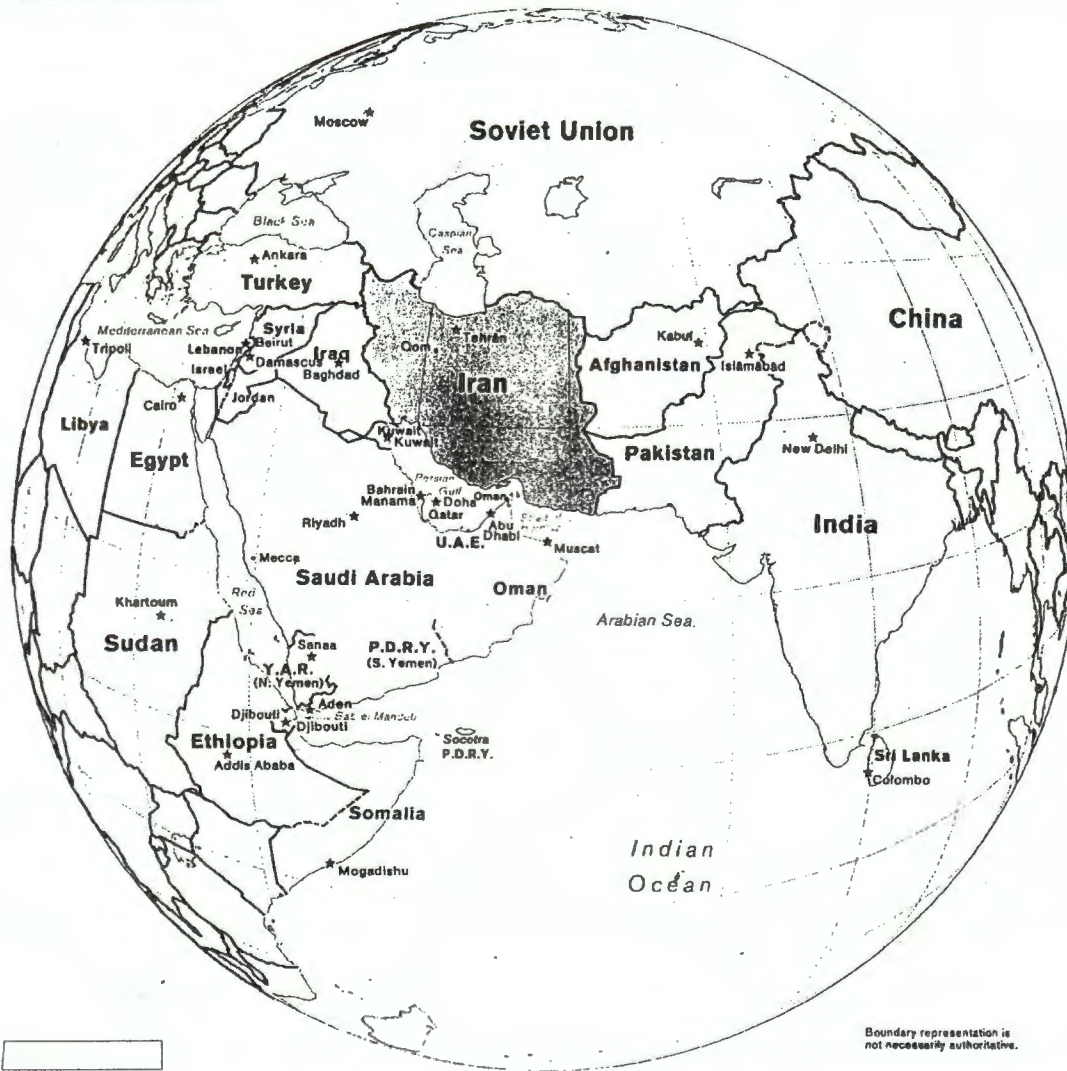 Moscow
Soviet Union
Black Sea
Caspian
Sea
Ankara
Turkey
Mediterranean Sea
Tripoli
Syria
Lebanon
Beirut
Damascus
Israel
Jordan
Iraq
Baghdad
Qom
Tehrān
Iran
Kabul
Afghanistan
Islamabad
China
Cairo
Libya
Egypt
Kuwait
Kuwait
Pakistan
New Delhi
India
Persian
Gulf
Bahrain
Manama
Doha
Qatar
Oman
Abu
Dhabi
U.A.E.
Muscat
Riyadh
Mecca
Saudi Arabia
Oman
Red
Sea
Arabian Sea
Khartoum
Sudan
Sanaa
Y.A.R.
(N. Yemen)
P.D.R.Y.
(S. Yemen)
Aden
Bab el Mandeb
Djibouti
Djibouti
Socotra
P.D.R.Y.
Ethiopia
Addis Ababa
Somalia
Mogadishu
Sri Lanka
Colombo
Indian
Ocean
Boundary representation is
not necessarily authoritative.